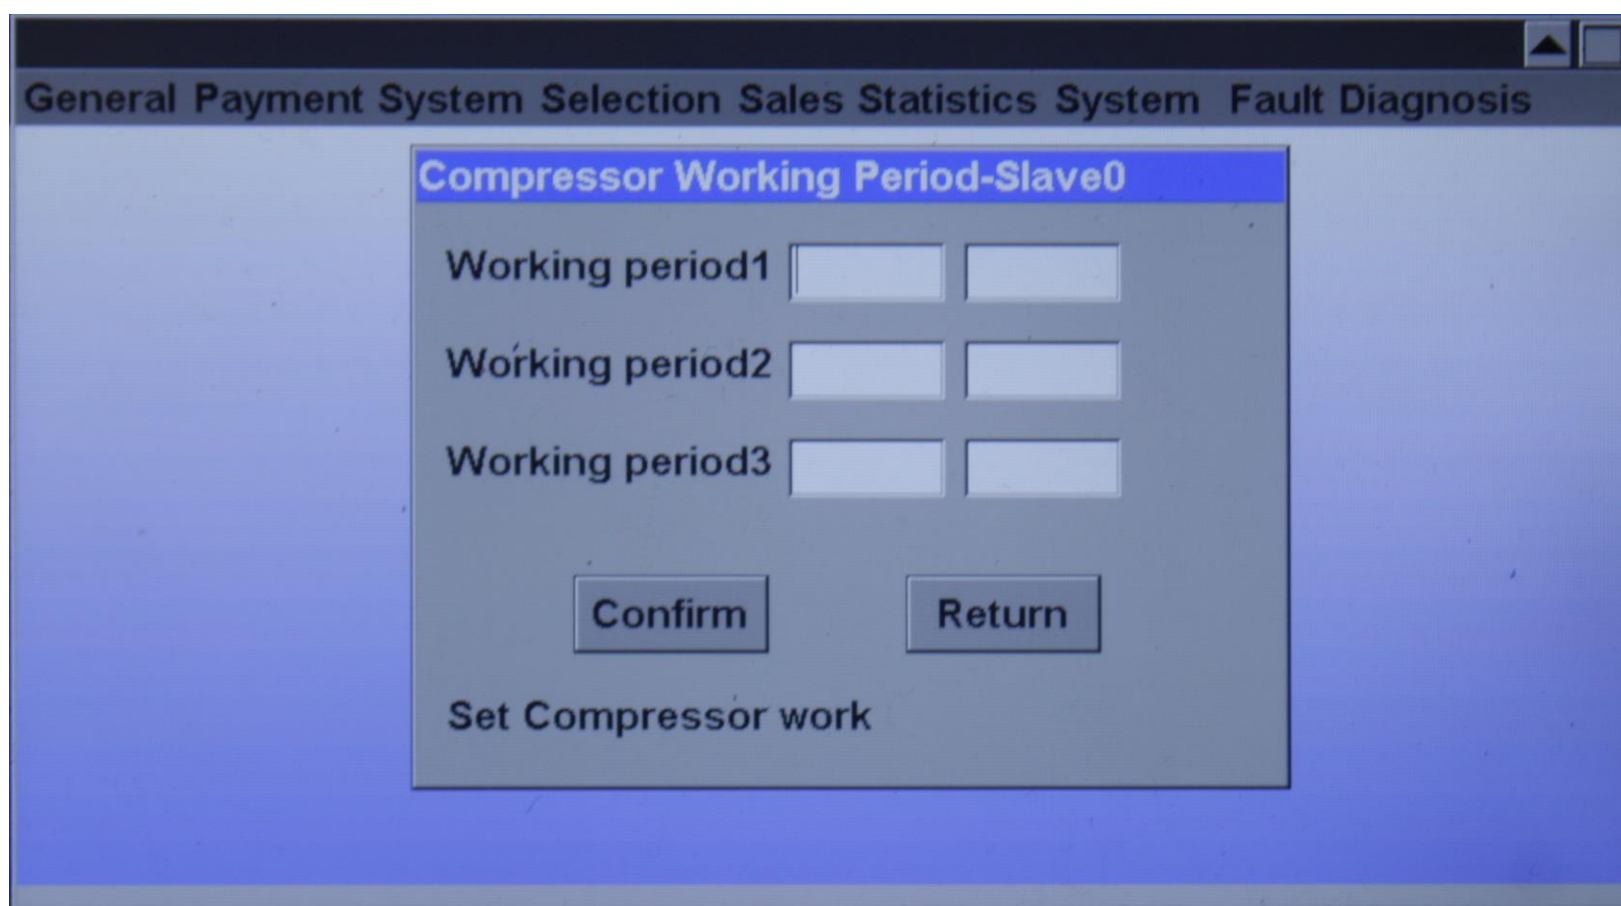 General Payment System Selection Sales Statistics System Fault Diagnosis
Compressor Working Period-Slave0
Working period1
Working period2
Working period3
Confirm Return
Set Compressor work